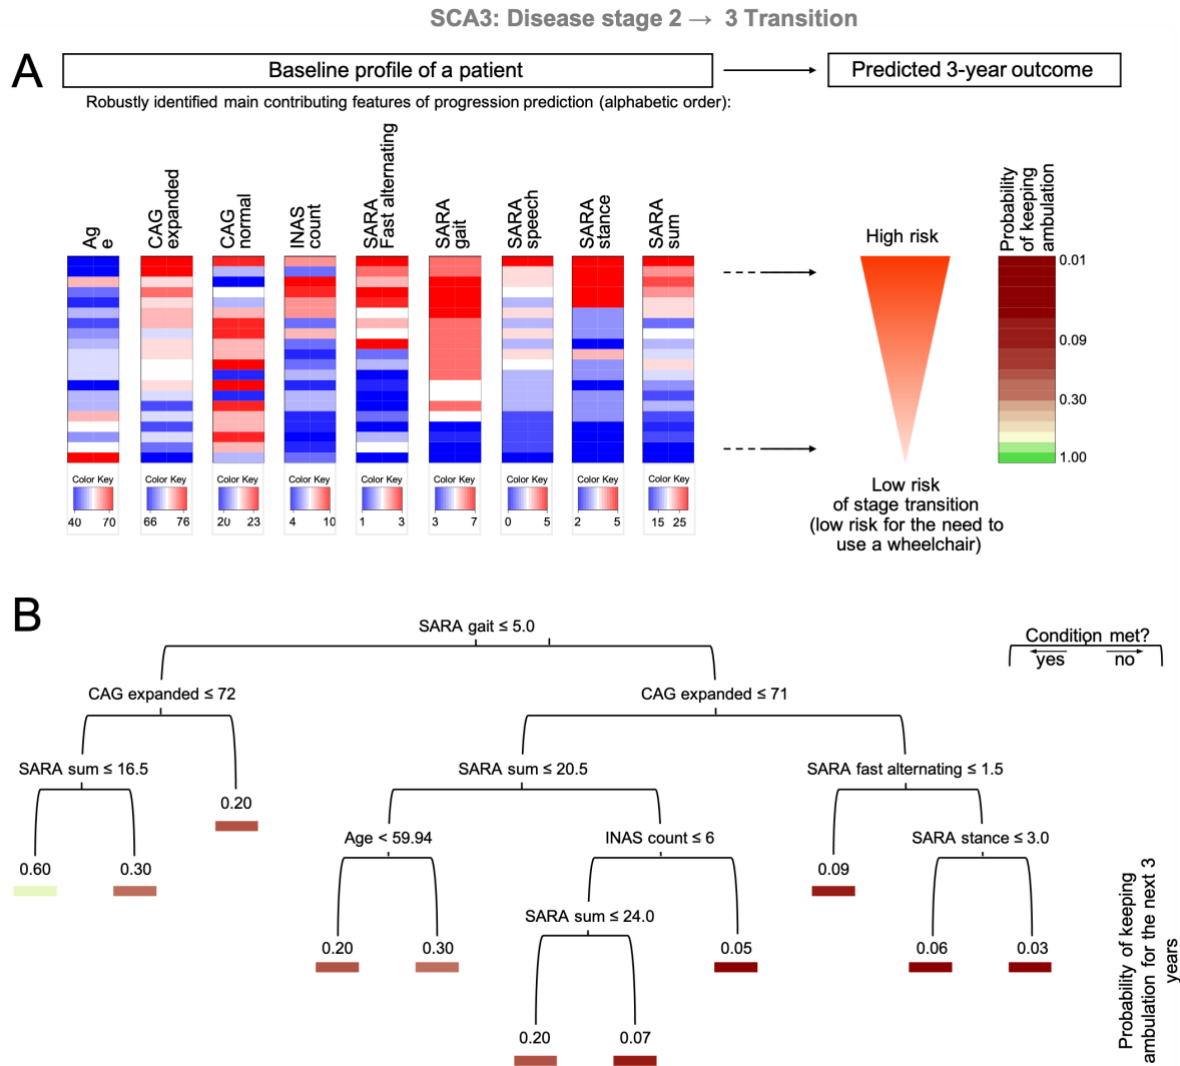 SCA3: Disease stage 2 → 3 Transition
A
Baseline profile of a patient
Predicted 3-year outcome
Robustly identified main contributing features of progression prediction (alphabetic order):
Ag
e
CAG
expanded
CAG
normal
INAS
count
SARA
Fast alternating
SARA
gait
SARA
speech
SARA
stance
SARA
sum
High risk
Probability
of keeping
ambulation
0.01
0.09
0.30
1.00
Color Key
40 70
Color Key
66 76
Color Key
20 23
Color Key
4 10
Color Key
1 3
Color Key
3 7
Color Key
0 5
Color Key
2 5
Color Key
15 25
Low risk
of stage transition
(low risk for the need to
use a wheelchair)
B
SARA gait ≤ 5.0
Condition met?
yes no
CAG expanded ≤ 72
CAG expanded ≤ 71
SARA sum ≤ 16.5
SARA sum ≤ 20.5
SARA fast alternating ≤ 1.5
0.20
Age < 59.94
INAS count ≤ 6
SARA stance ≤ 3.0
0.60
0.30
0.09
SARA sum ≤ 24.0
0.20
0.30
0.05
0.06
0.03
0.20
0.07
Probability of keeping
ambulation for the next 3
years